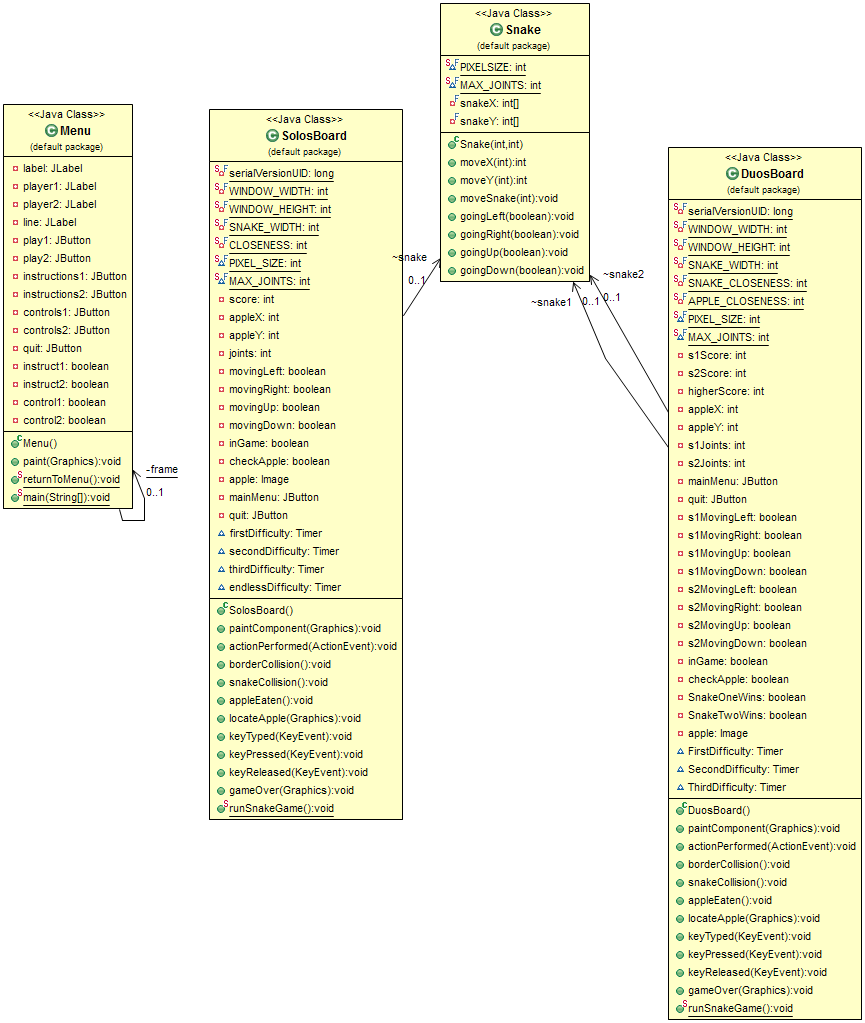 <<Java Class>>
Snake
(default package)
PIXELSIZE: int
MAX_JOINTS: int
snakeX: int[]
snakeY: int[]
Snake(int,int)
moveX(int):int
moveY(int):int
moveSnake(int):void
goingLeft(boolean):void
goingRight(boolean):void
goingUp(boolean):void
goingDown(boolean):void
<<Java Class>>
Menu
(default package)
label: JLabel
player1: JLabel
player2: JLabel
line: JLabel
play1: JButton
play2: JButton
instructions1: JButton
instructions2: JButton
controls1: JButton
controls2: JButton
quit: JButton
instruct1: boolean
instruct2: boolean
control1: boolean
control2: boolean
Menu()
paint(Graphics):void
returnToMenu():void
main(String[]):void
-frame
0..1
<<Java Class>>
SolosBoard
(default package)
serialVersionUID: long
WINDOW_WIDTH: int
WINDOW_HEIGHT: int
SNAKE_WIDTH: int
CLOSENESS: int
PIXEL_SIZE: int
MAX_JOINTS: int
score: int
appleX: int
appleY: int
joints: int
movingLeft: boolean
movingRight: boolean
movingUp: boolean
movingDown: boolean
inGame: boolean
checkApple: boolean
apple: Image
mainMenu: JButton
quit: JButton
firstDifficulty: Timer
secondDifficulty: Timer
thirdDifficulty: Timer
endlessDifficulty: Timer
SolosBoard()
paintComponent(Graphics):void
actionPerformed(ActionEvent):void
borderCollision():void
snakeCollision():void
appleEaten():void
locateApple(Graphics):void
keyTyped(KeyEvent):void
keyPressed(KeyEvent):void
keyReleased(KeyEvent):void
gameOver(Graphics):void
runSnakeGame():void
~snake
0..1
~snake1
0..1
~snake2
0..1
<<Java Class>>
DuosBoard
(default package)
serialVersionUID: long
WINDOW_WIDTH: int
WINDOW_HEIGHT: int
SNAKE_WIDTH: int
SNAKE_CLOSENESS: int
APPLE_CLOSENESS: int
PIXEL_SIZE: int
MAX_JOINTS: int
s1Score: int
s2Score: int
higherScore: int
appleX: int
appleY: int
s1Joints: int
s2Joints: int
mainMenu: JButton
quit: JButton
s1MovingLeft: boolean
s1MovingRight: boolean
s1MovingUp: boolean
s1MovingDown: boolean
s2MovingLeft: boolean
s2MovingRight: boolean
s2MovingUp: boolean
s2MovingDown: boolean
inGame: boolean
checkApple: boolean
SnakeOneWins: boolean
SnakeTwoWins: boolean
apple: Image
FirstDifficulty: Timer
SecondDifficulty: Timer
ThirdDifficulty: Timer
DuosBoard()
paintComponent(Graphics):void
actionPerformed(ActionEvent):void
borderCollision():void
snakeCollision():void
appleEaten():void
locateApple(Graphics):void
keyTyped(KeyEvent):void
keyPressed(KeyEvent):void
keyReleased(KeyEvent):void
gameOver(Graphics):void
runSnakeGame():void